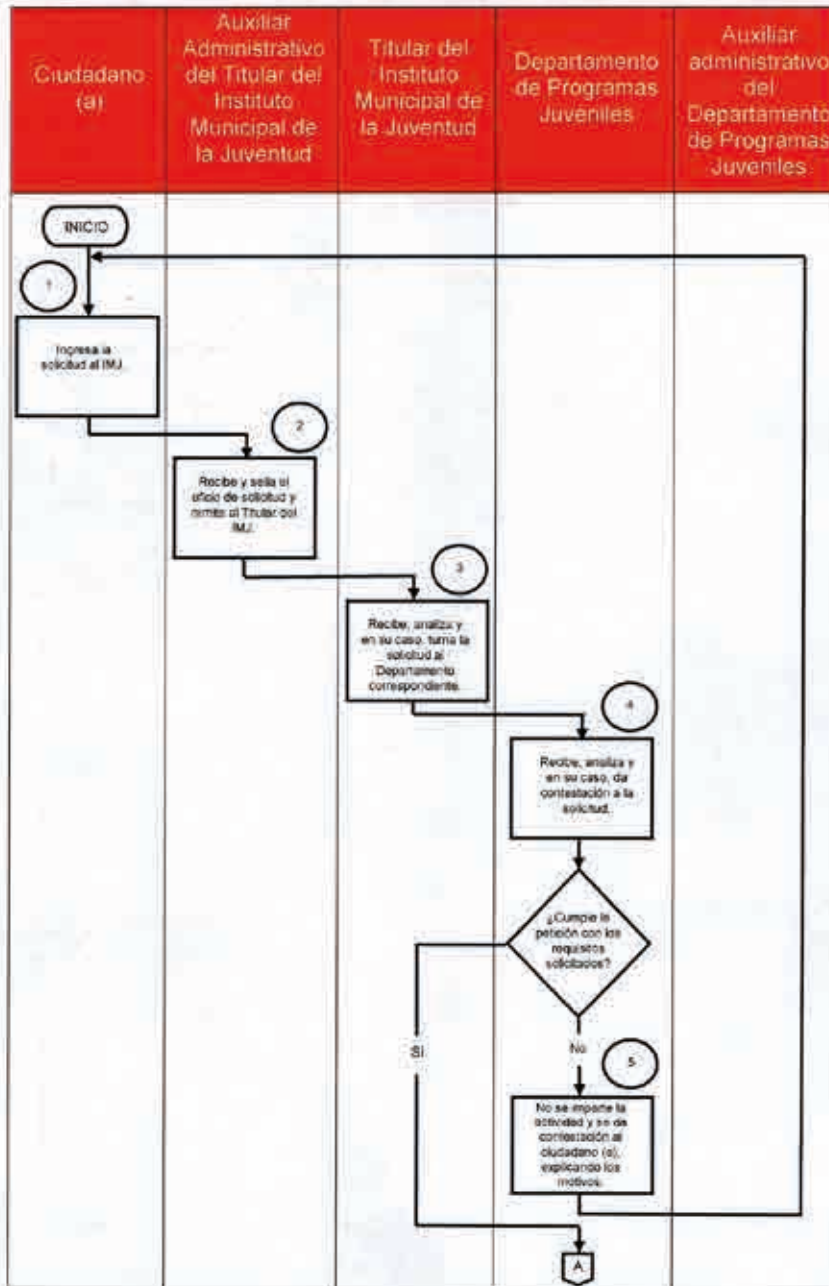 Ciudadano
(a)
Auxiliar
Administrativo
del Titular del
Instituto
Municipal de
la Juventud
Titular del
Instituto
Municipal de
la Juventud
Departamento
de Programas
Juveniles
Auxiliar
administrativo
del
Departamento
de Programas
Juveniles
INICIO
1
Ingresa la
solicitud al IMJ.
2
Recibe y sella el
oficio de solicitud y
remite al Titular del
IMJ.
3
Recibe, analiza y
en su caso, turna la
solicitud al
Departamento
correspondiente.
4
Recibe, analiza y
en su caso, da
contestación a la
solicitud.
¿Cumple la
petición con los
requisitos
solicitados?
Sí
No
5
No se imparte la
actividad y se da
contestación al
ciudadano (a),
explicando los
motivos.
A